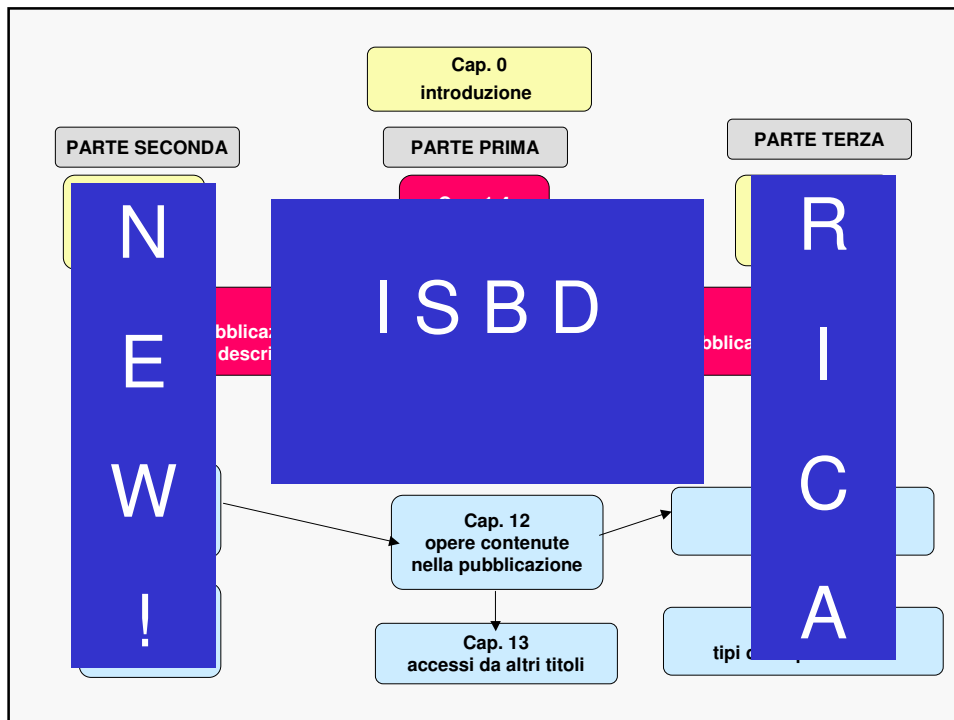 Cap. 0
introduzione
PARTE SECONDA
PARTE PRIMA
PARTE TERZA
N
E
W
!
I S B D
R
I
C
A
Cap. 12
opere contenute
nella pubblicazione
Cap. 13
accessi da altri titoli
tipi